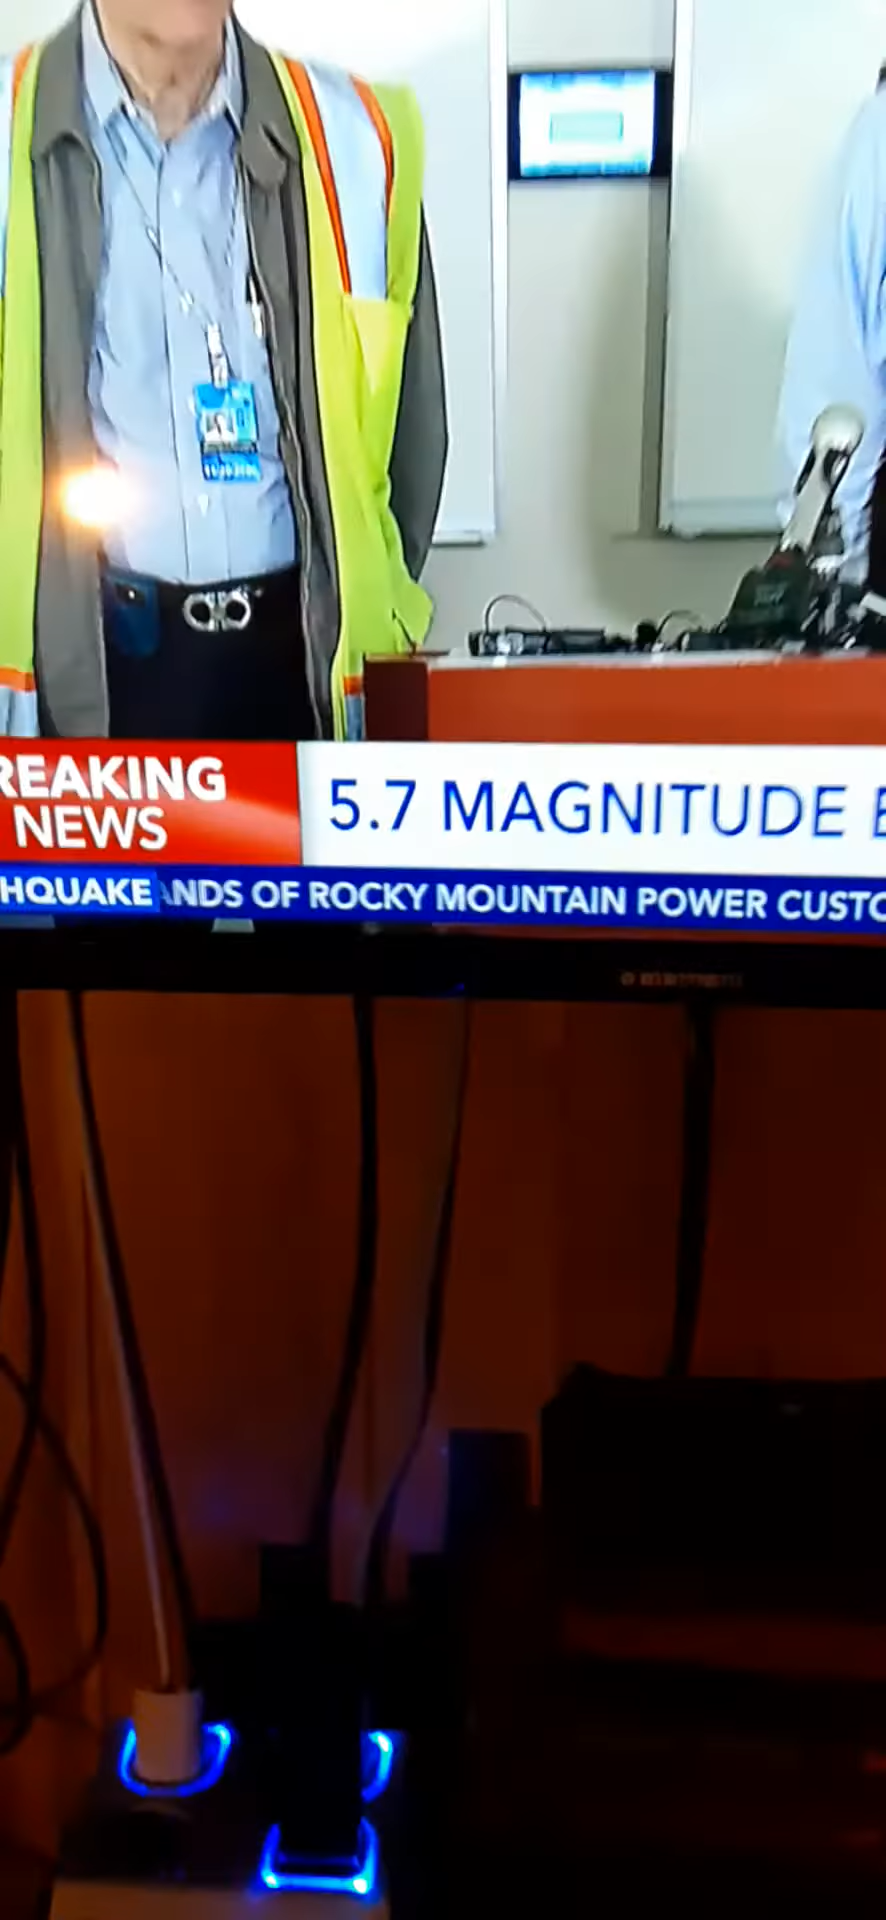 REAKING
NEWS
5.7 MAGNITUDE E
HQUAKE
NDS OF ROCKY MOUNTAIN POWER CUSTO